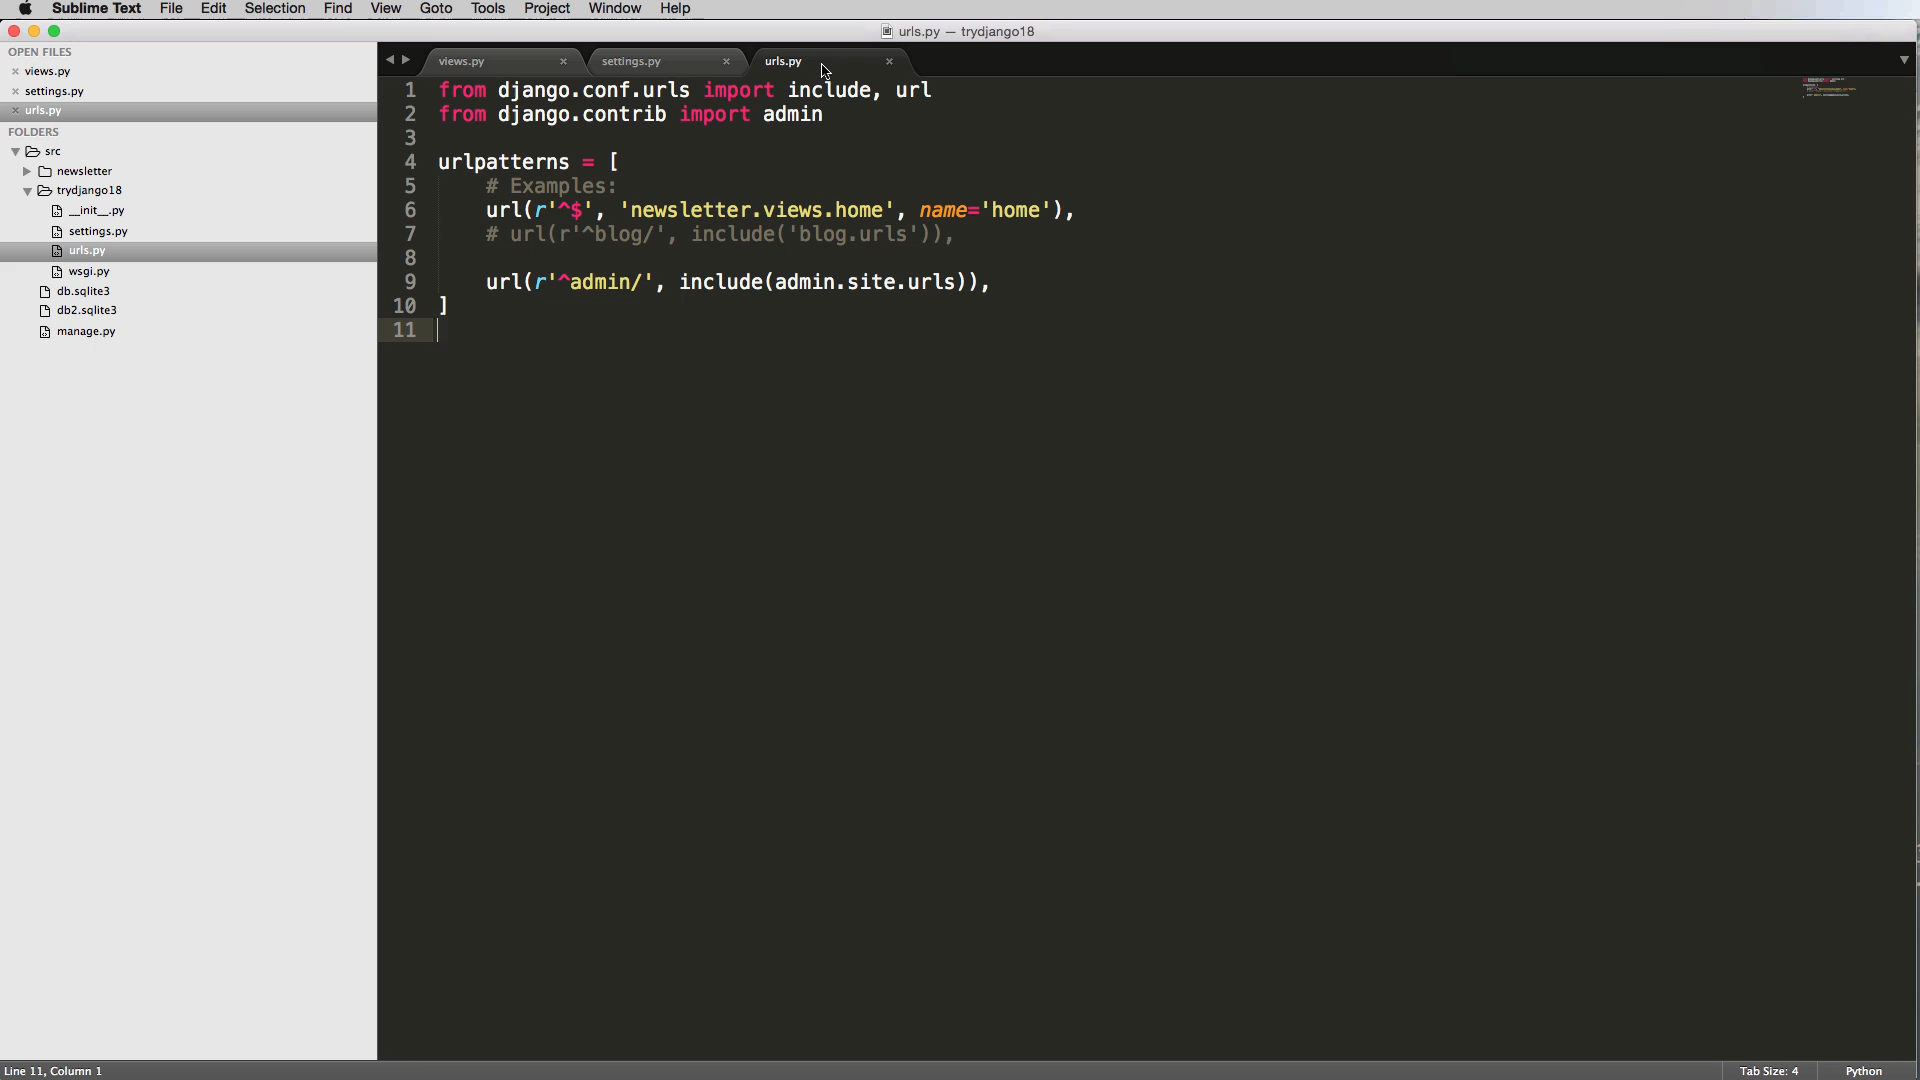 Sublime Text File Edit Selection Find View Goto Tools Project Window Help
urls.py — trydjango18
OPEN FILES
views.py
settings.py
urls.py
FOLDERS
src
newsletter
trydjango18
__init__.py
settings.py
urls.py
wsgi.py
db.sqlite3
db2.sqlite3
manage.py
views.py settings.py urls.py
1 from django.conf.urls import include, url
2 from django.contrib import admin
3
4 urlpatterns = [
5     # Examples:
6     url(r'^$', 'newsletter.views.home', name='home'),
7     # url(r'^blog/', include('blog.urls')),
8
9     url(r'^admin/', include(admin.site.urls)),
10 ]
11
Line 11, Column 1
Tab Size: 4 Python